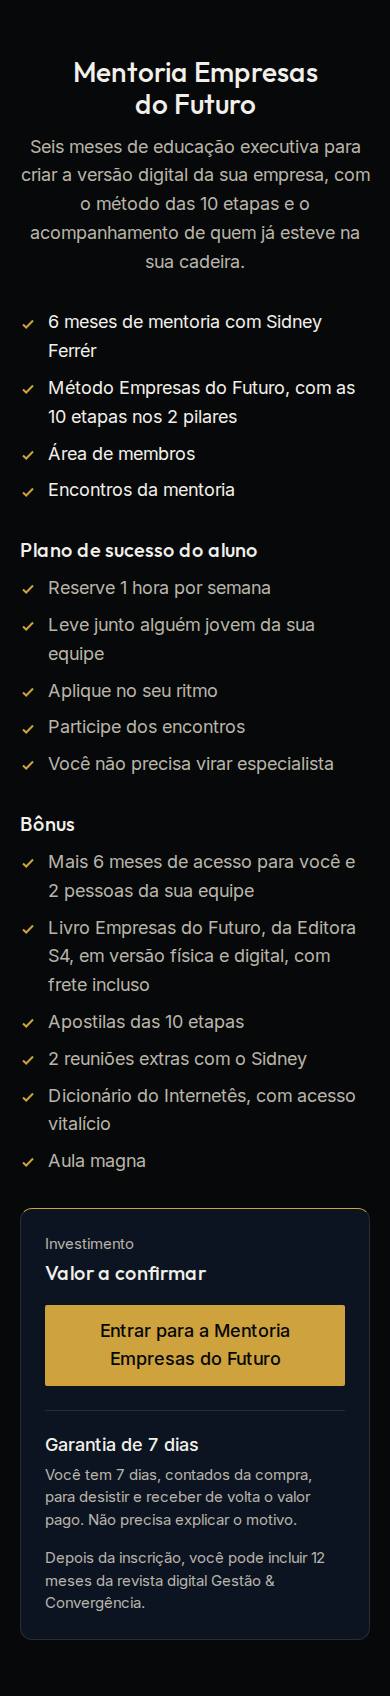 Mentoria Empresas
do Futuro
Seis meses de educação executiva para
criar a versão digital da sua empresa, com
o método das 10 etapas e o
acompanhamento de quem já esteve na
sua cadeira.
6 meses de mentoria com Sidney
Ferrér
Método Empresas do Futuro, com as
10 etapas nos 2 pilares
Área de membros
Encontros da mentoria
Plano de sucesso do aluno
Reserve 1 hora por semana
Leve junto alguém jovem da sua
equipe
Aplique no seu ritmo
Participe dos encontros
Você não precisa virar especialista
Bônus
Mais 6 meses de acesso para você e
2 pessoas da sua equipe
Livro Empresas do Futuro, da Editora
S4, em versão física e digital, com
frete incluso
Apostilas das 10 etapas
2 reuniões extras com o Sidney
Dicionário do Internetês, com acesso
vitalício
Aula magna
Investimento
Valor a confirmar
Entrar para a Mentoria
Empresas do Futuro
Garantia de 7 dias
Você tem 7 dias, contados da compra,
para desistir e receber de volta o valor
pago. Não precisa explicar o motivo.
Depois da inscrição, você pode incluir 12
meses da revista digital Gestão &
Convergência.